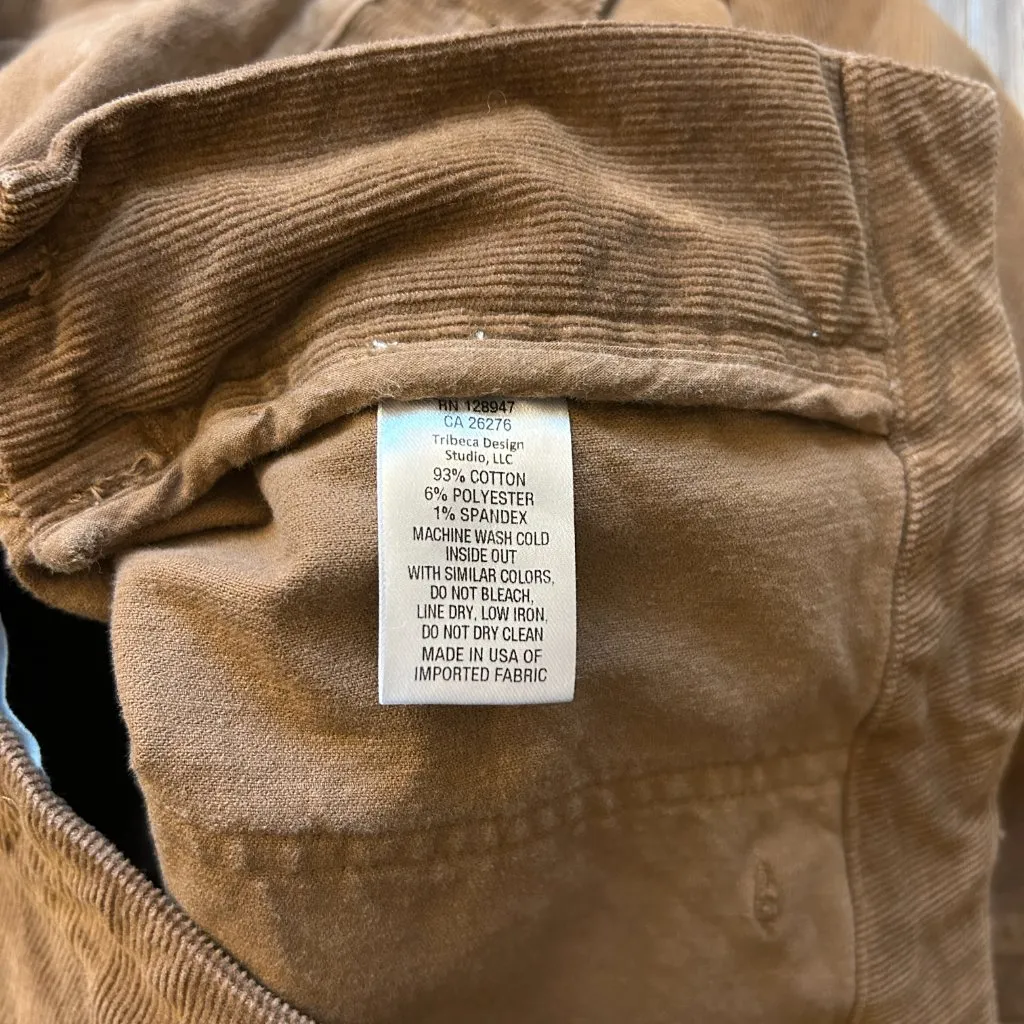 RN 128947
CA 26276
Tribeca Design
Studio, LLC
93% COTTON
6% POLYESTER
1% SPANDEX
MACHINE WASH COLD
INSIDE OUT
WITH SIMILAR COLORS,
DO NOT BLEACH,
LINE DRY, LOW IRON,
DO NOT DRY CLEAN
MADE IN USA OF
IMPORTED FABRIC